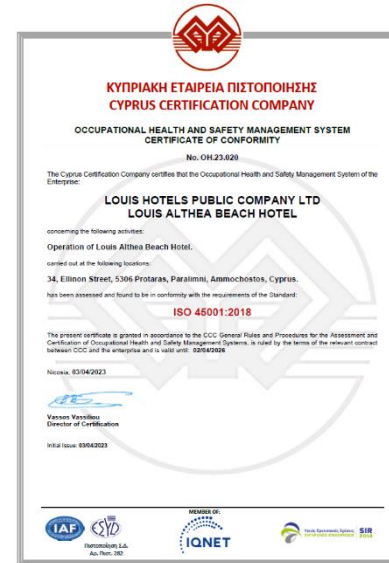 ΚΥΠΡΙΑΚΗ ΕΤΑΙΡΕΙΑ ΠΙΣΤΟΠΟΙΗΣΗΣ
CYPRUS CERTIFICATION COMPANY
OCCUPATIONAL HEALTH AND SAFETY MANAGEMENT SYSTEM
CERTIFICATE OF CONFORMITY
No. OH.23.020
The Cyprus Certification Company certifies that the Occupational Health and Safety Management System of the
Enterprise:
LOUIS HOTELS PUBLIC COMPANY LTD
LOUIS ALTHEA BEACH HOTEL
concerning the following activities:
Operation of Louis Althea Beach Hotel.
carried out at the following locations:
34, Ellinon Street, 5306 Protaras, Paralimni, Ammochostos, Cyprus.
has been assessed and found to be in conformity with the requirements of the Standard:
ISO 45001:2018
The present certificate is granted in accordance to the CCC General Rules and Procedures for the Assessment and
Certification of Occupational Health and Safety Management Systems, is ruled by the terms of the relevant contract
between CCC and the enterprise and is valid until: 02/04/2026
Nicosia, 03/04/2023
Vassos Vassiliou
Director of Certification
Initial Issue: 03/04/2023
MEMBER OF:
IAF
ΕΣΥΔ
Πιστοποίηση Σ.Δ.
Αρ. Πιστ. 282
IQNET
SIR
2018